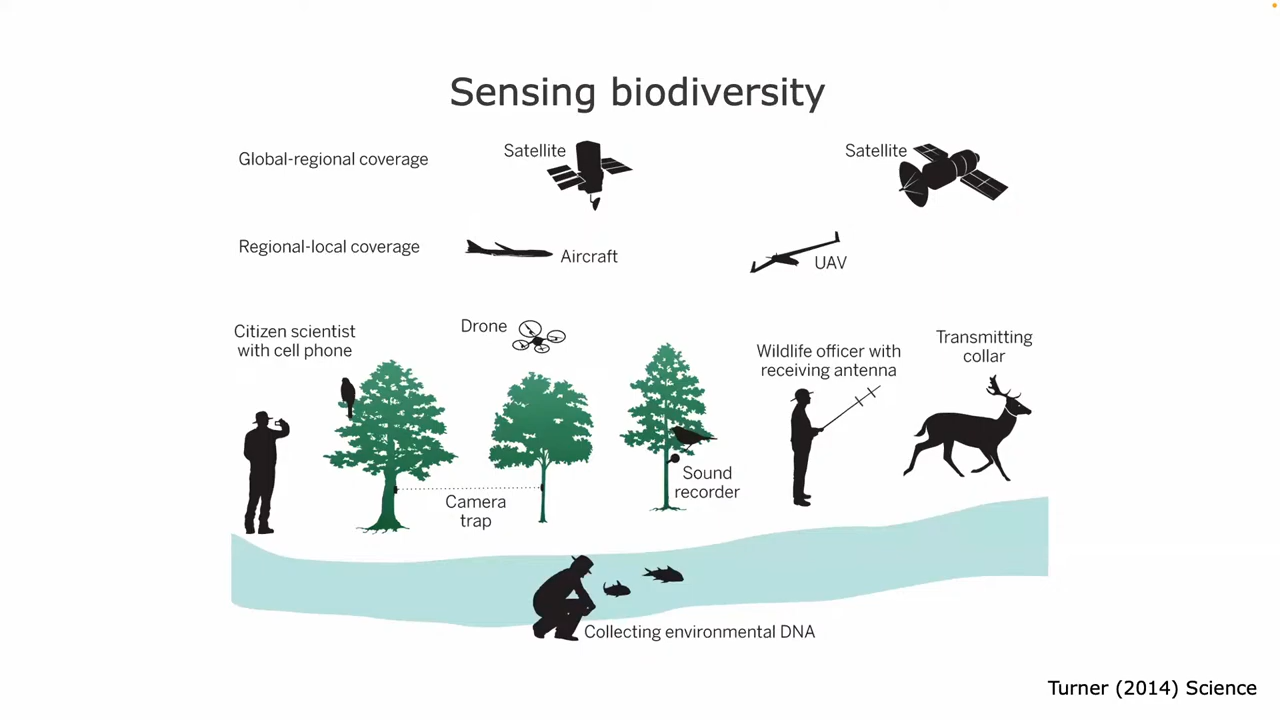 Sensing biodiversity
Global-regional coverage
Satellite
Satellite
Regional-local coverage
Aircraft
UAV
Citizen scientist
with cell phone
Drone
Wildlife officer with
receiving antenna
Transmitting
collar
Sound
recorder
Camera
trap
Collecting environmental DNA
Turner (2014) Science